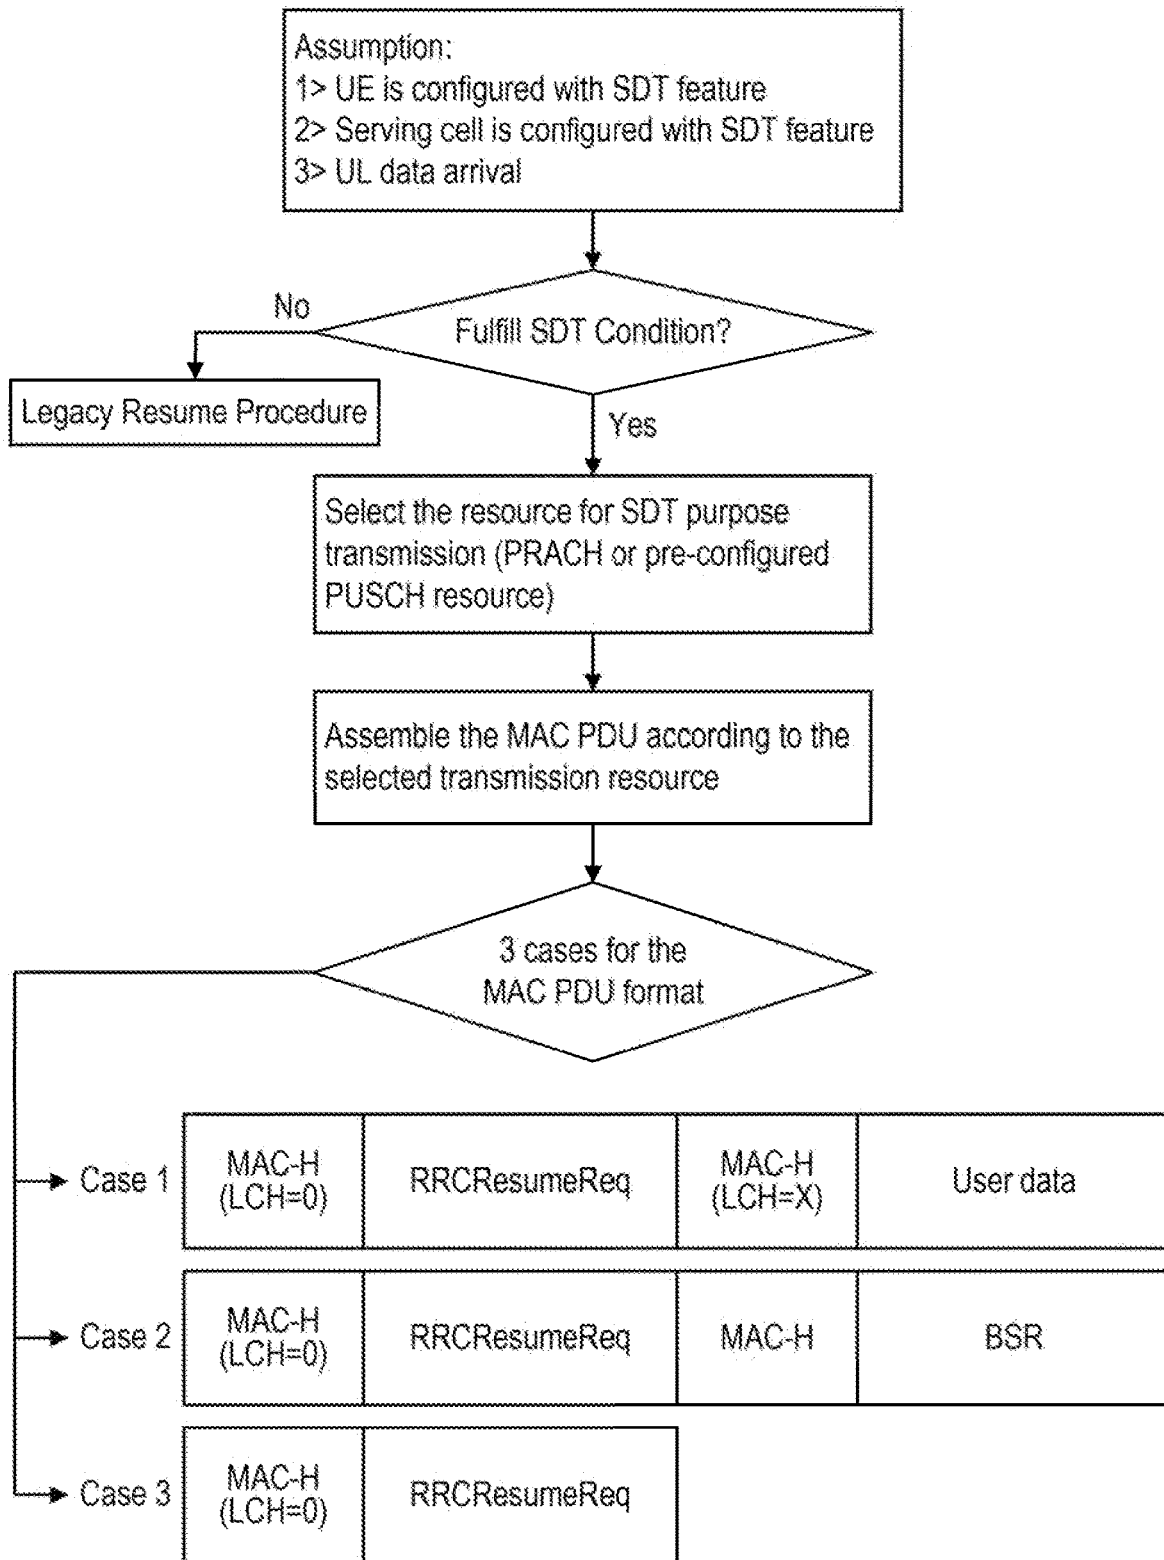 Assumption:
1> UE is configured with SDT feature
2> Serving cell is configured with SDT feature
3> UL data arrival
No
Fulfill SDT Condition?
Legacy Resume Procedure
Yes
Select the resource for SDT purpose
transmission (PRACH or pre-configured
PUSCH resource)
Assemble the MAC PDU according to the
selected transmission resource
3 cases for the
MAC PDU format
Case 1
MAC-H
(LCH=0)
RRCResumeReq
MAC-H
(LCH=X)
User data
Case 2
MAC-H
(LCH=0)
RRCResumeReq
MAC-H
BSR
Case 3
MAC-H
(LCH=0)
RRCResumeReq